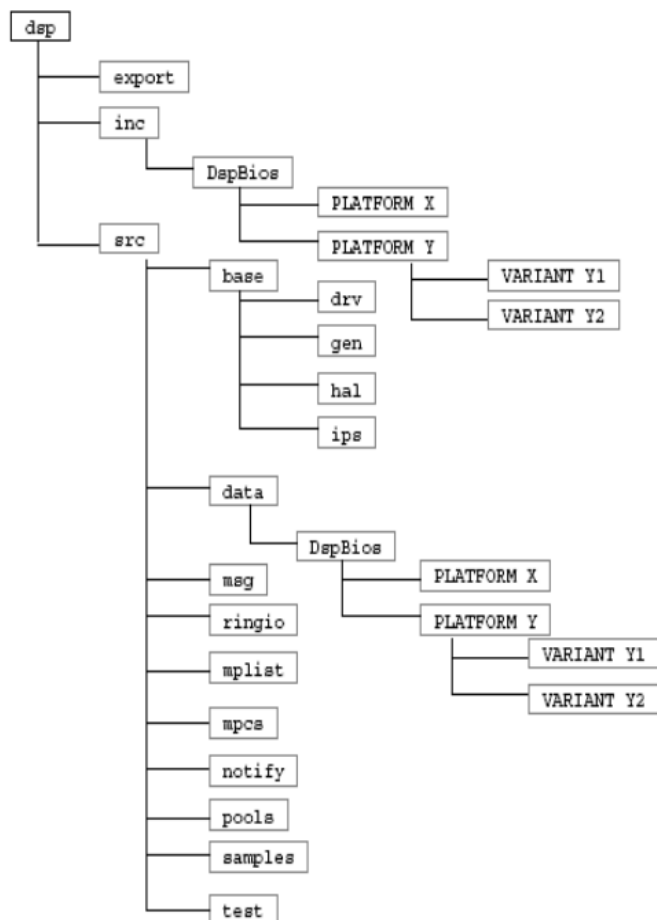 dsp
export
inc
DspBios
PLATFORM X
PLATFORM Y
src
VARIANT Y1
base
drv
VARIANT Y2
gen
hal
ips
data
DspBios
msg
PLATFORM X
ringio
PLATFORM Y
VARIANT Y1
mplist
VARIANT Y2
mpcs
notify
pools
samples
test